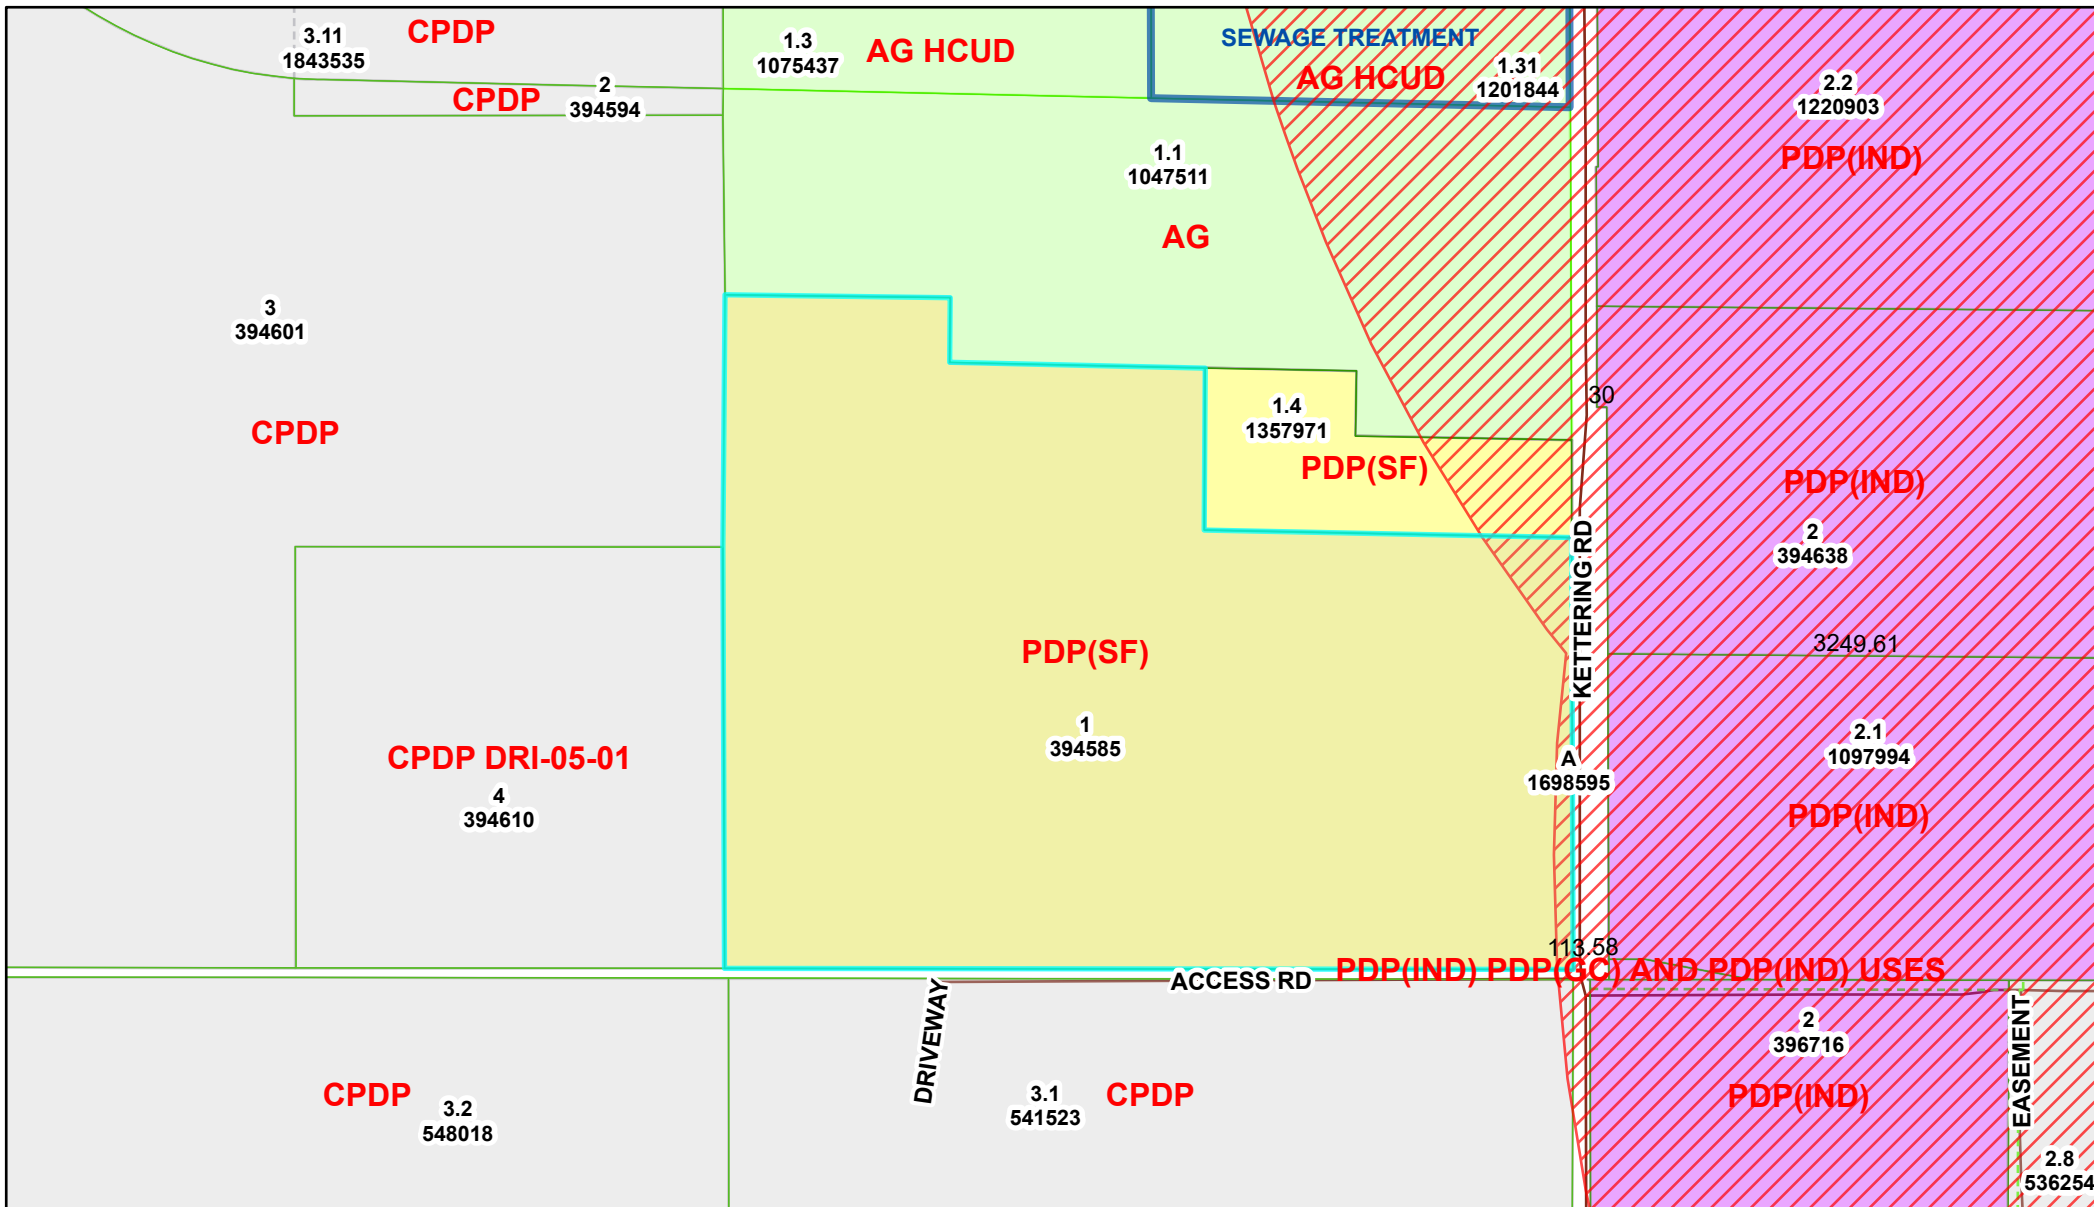 3.11
1843535
CPDP
1.3
1075437
AG HCUD
SEWAGE TREATMENT
AG HCUD
1.31
1201844
2.2
1220903
PDP(IND)
CPDP
2
394594
1.1
1047511
AG
3
394601
CPDP
1.4
1357971
PDP(SF)
30
PDP(IND)
2
394638
KETTERING RD
3249.61
PDP(SF)
1
394585
CPDP DRI-05-01
4
394610
A
1698595
2.1
1097994
PDP(IND)
113.58
PDP(IND) PDP(GC) AND PDP(IND) USES
ACCESS RD
DRIVEWAY
EASEMENT
2
396716
PDP(IND)
CPDP
3.2
548018
3.1
541523
CPDP
2.8
536254